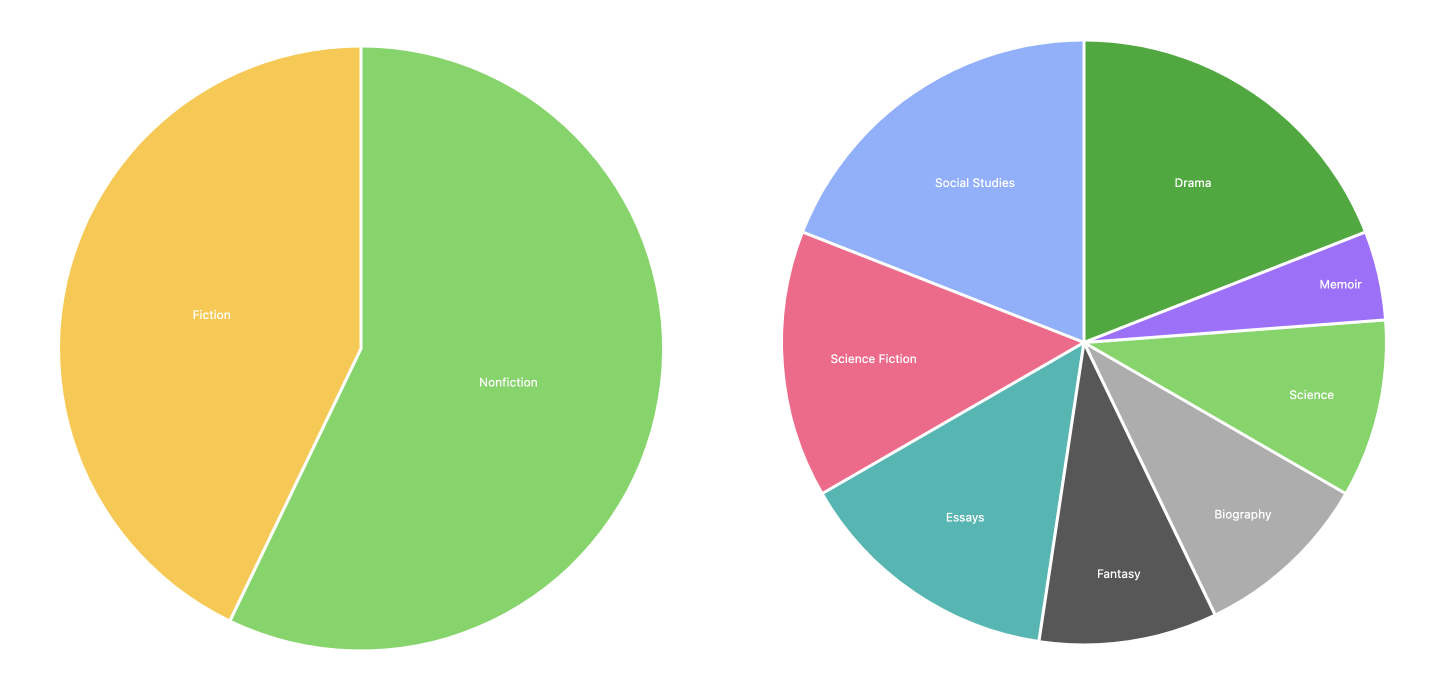 Fiction
Nonfiction
Social Studies
Drama
Memoir
Science Fiction
Science
Essays
Biography
Fantasy